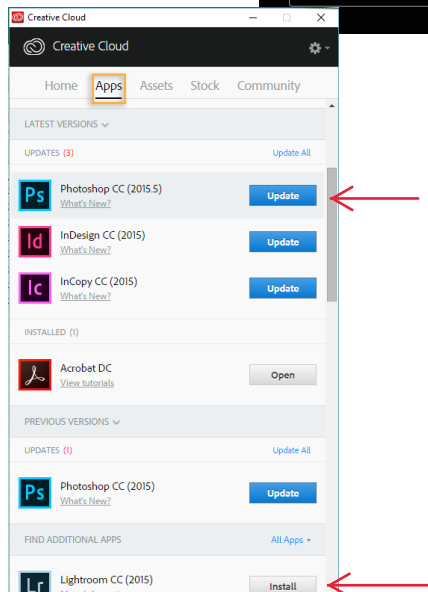 Creative Cloud
Creative Cloud
Home Apps Assets Stock Community
LATEST VERSIONS
UPDATES (3) Update All
Ps Photoshop CC (2015.5) Update
What's New?
Id InDesign CC (2015) Update
What's New?
Ic InCopy CC (2015) Update
What's New?
INSTALLED (1)
Acrobat DC Open
View tutorials
PREVIOUS VERSIONS
UPDATES (1) Update All
Ps Photoshop CC (2015) Update
What's New?
FIND ADDITIONAL APPS All Apps
Lr Lightroom CC (2015) Install